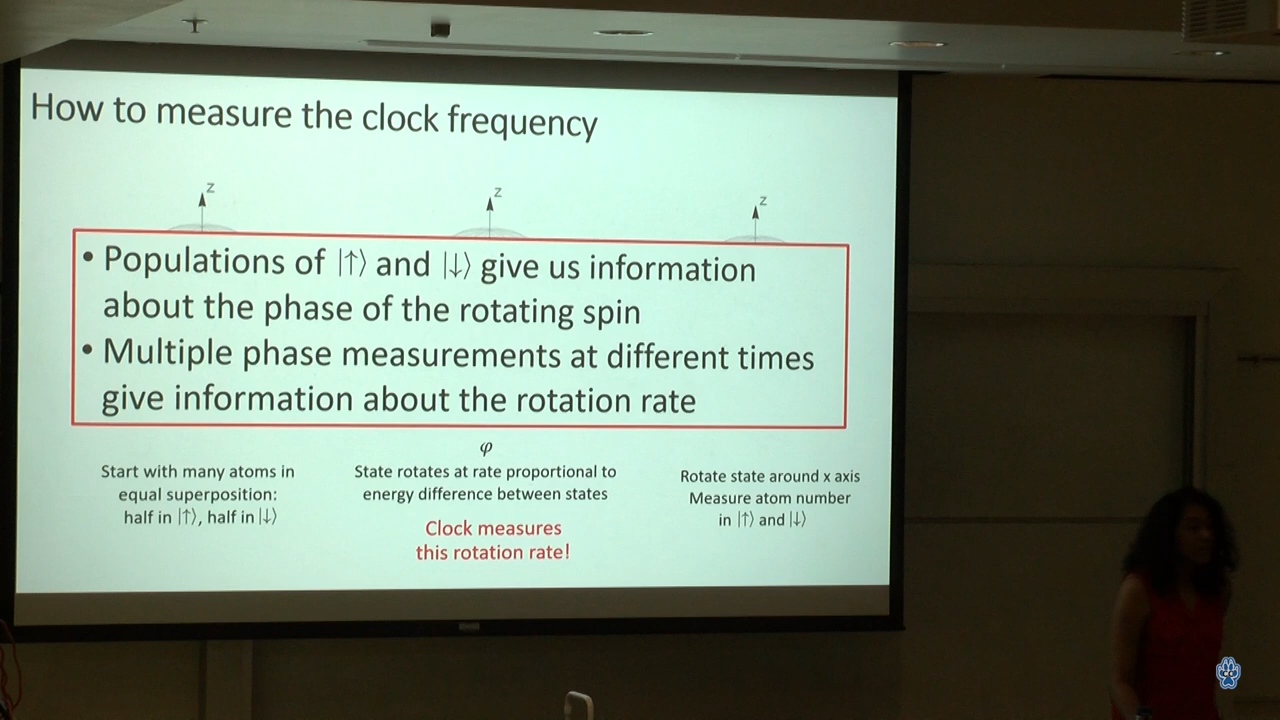 How to measure the clock frequency
z
z
z
• Populations of |↑⟩ and |↓⟩ give us information
about the phase of the rotating spin
• Multiple phase measurements at different times
give information about the rotation rate
φ
Start with many atoms in
equal superposition:
half in |↑⟩, half in |↓⟩
State rotates at rate proportional to
energy difference between states
Clock measures
this rotation rate!
Rotate state around x axis
Measure atom number
in |↑⟩ and |↓⟩